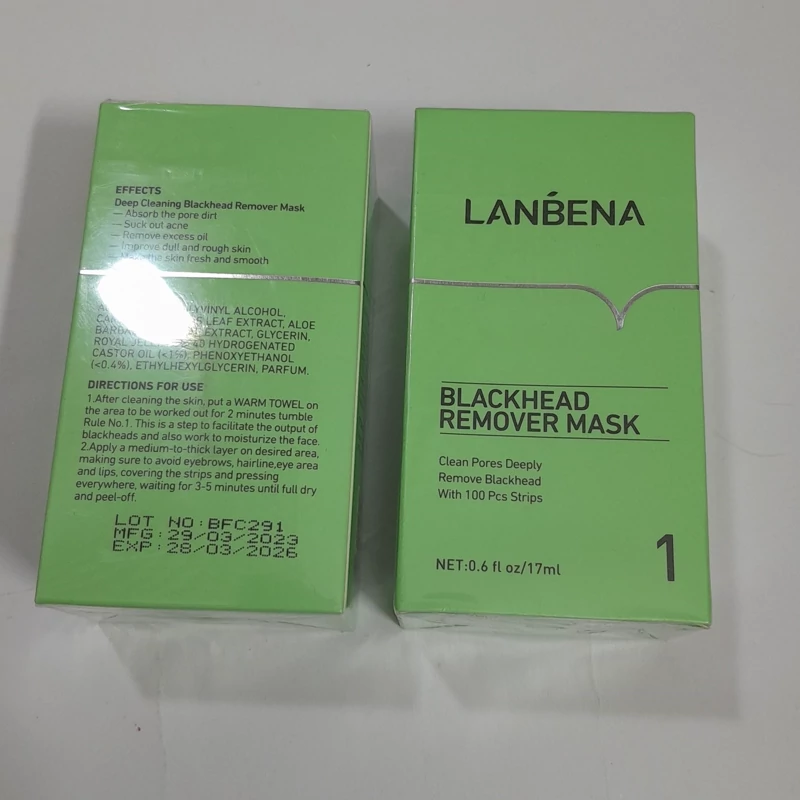 EFFECTS
Deep Cleaning Blackhead Remover Mask
— Absorb the pore dirt
— Suck out acne
— Remove excess oil
— Improve dull and rough skin
the skin fresh and smooth
ALCOHOL,
LEAF EXTRACT, ALOE
EXTRACT, GLYCERIN,
ROYAL 40 HYDROGENATED
CASTOR OIL (<1%), PHENOXYETHANOL
(<0.4%), ETHYLHEXYLGLYCERIN, PARFUM.
DIRECTIONS FOR USE
1.After cleaning the skin, put a WARM TOWEL on
the area to be worked out for 2 minutes tumble
Rule No.1. This is a step to facilitate the output of
blackheads and also work to moisturize the face.
2.Apply a medium-to-thick layer on desired area,
making sure to avoid eyebrows, hairline,eye area
and lips, covering the strips and pressing
everywhere, waiting for 3-5 minutes until full dry
and peel-off.
LOT NO:BFC291
MFG:29/03/2023
EXP:28/03/2026
LANBENA
BLACKHEAD
REMOVER MASK
Clean Pores Deeply
Remove Blackhead
With 100 Pcs Strips
NET:0.6 fl oz/17ml
1